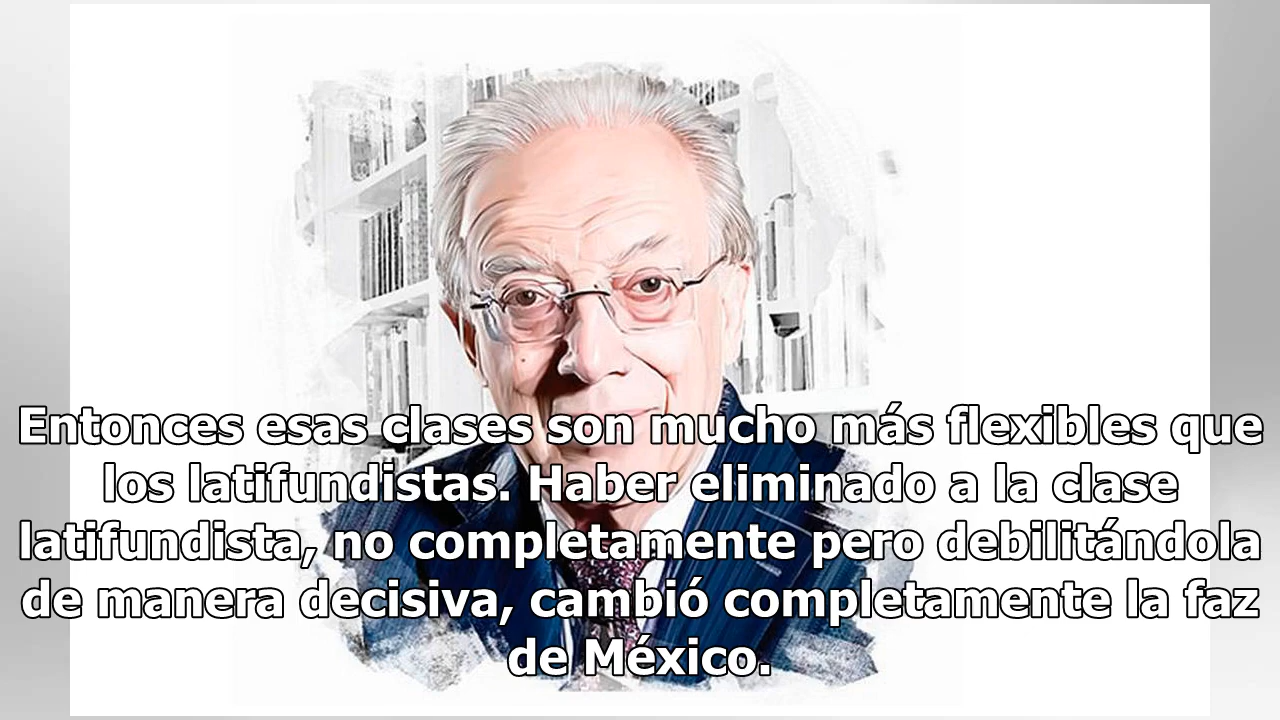 Entonces esas clases son mucho más flexibles que
los latifundistas. Haber eliminado a la clase
latifundista, no completamente pero debilitándola
de manera decisiva, cambió completamente la faz
de México.